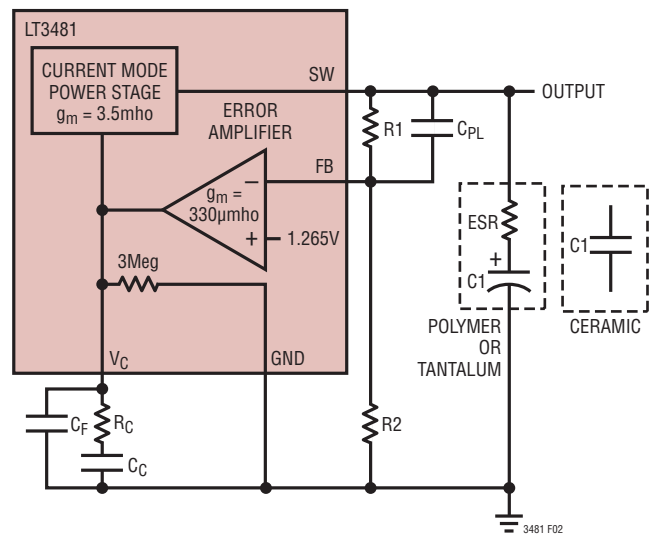 LT3481
CURRENT MODE
POWER STAGE
gm = 3.5mho
SW
OUTPUT
ERROR
AMPLIFIER
R1
CPL
FB
gm =
330µmho
–
+
1.265V
ESR
+
C1
C1
3Meg
POLYMER
OR
TANTALUM
CERAMIC
VC
GND
CF
RC
CC
R2
3481 F02